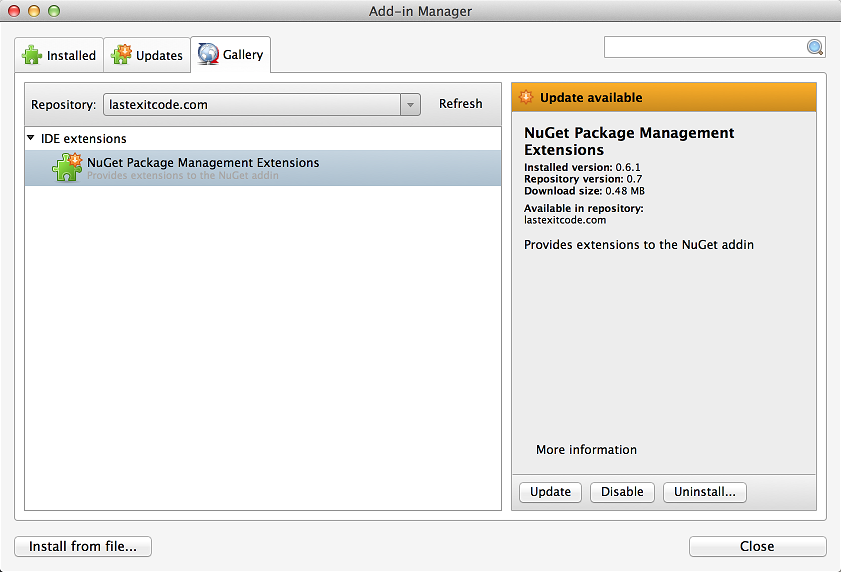 Add-in Manager
Installed
Updates
Gallery
Repository:
lastexitcode.com
Refresh
IDE extensions
NuGet Package Management Extensions
Provides extensions to the NuGet addin
Update available
NuGet Package Management
Extensions
Installed version: 0.6.1
Repository version: 0.7
Download size: 0.48 MB
Available in repository:
lastexitcode.com
Provides extensions to the NuGet addin
More information
Update
Disable
Uninstall...
Install from file...
Close